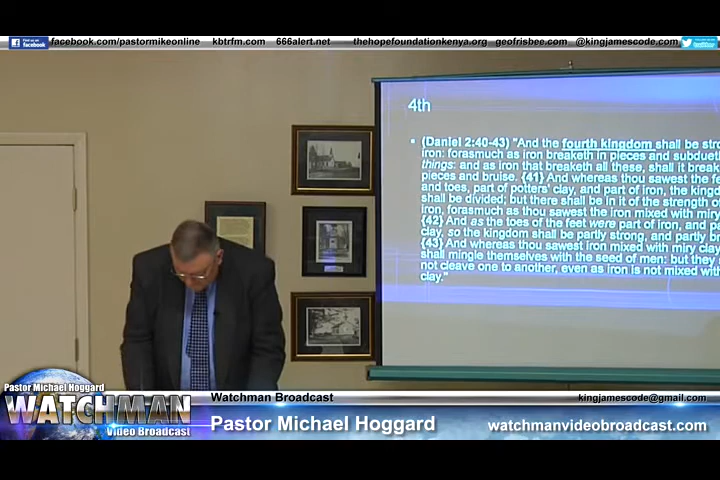 facebook.com/pastormikeonline kbtrfm.com 666alert.net thehopefoundationkenya.org geofrisbee.com @kingjamescode.com
4th
• (Daniel 2:40-43) "And the fourth kingdom shall be stro
iron: forasmuch as iron breaketh in pieces and subdueth
things: and as iron that breaketh all these, shall it break
pieces and bruise. {41} And whereas thou sawest the fe
and toes, part of potters' clay, and part of iron, the kingd
shall be divided; but there shall be in it of the strength of
iron, forasmuch as thou sawest the iron mixed with miry
{42} And as the toes of the feet were part of iron, and pa
clay, so the kingdom shall be partly strong, and partly br
{43} And whereas thou sawest iron mixed with miry clay
shall mingle themselves with the seed of men: but they
not cleave one to another, even as iron is not mixed with
clay."
Pastor Michael Hoggard
WATCHMAN
Video Broadcast
Watchman Broadcast kingjamescode@gmail.com
Pastor Michael Hoggard watchmanvideobroadcast.com